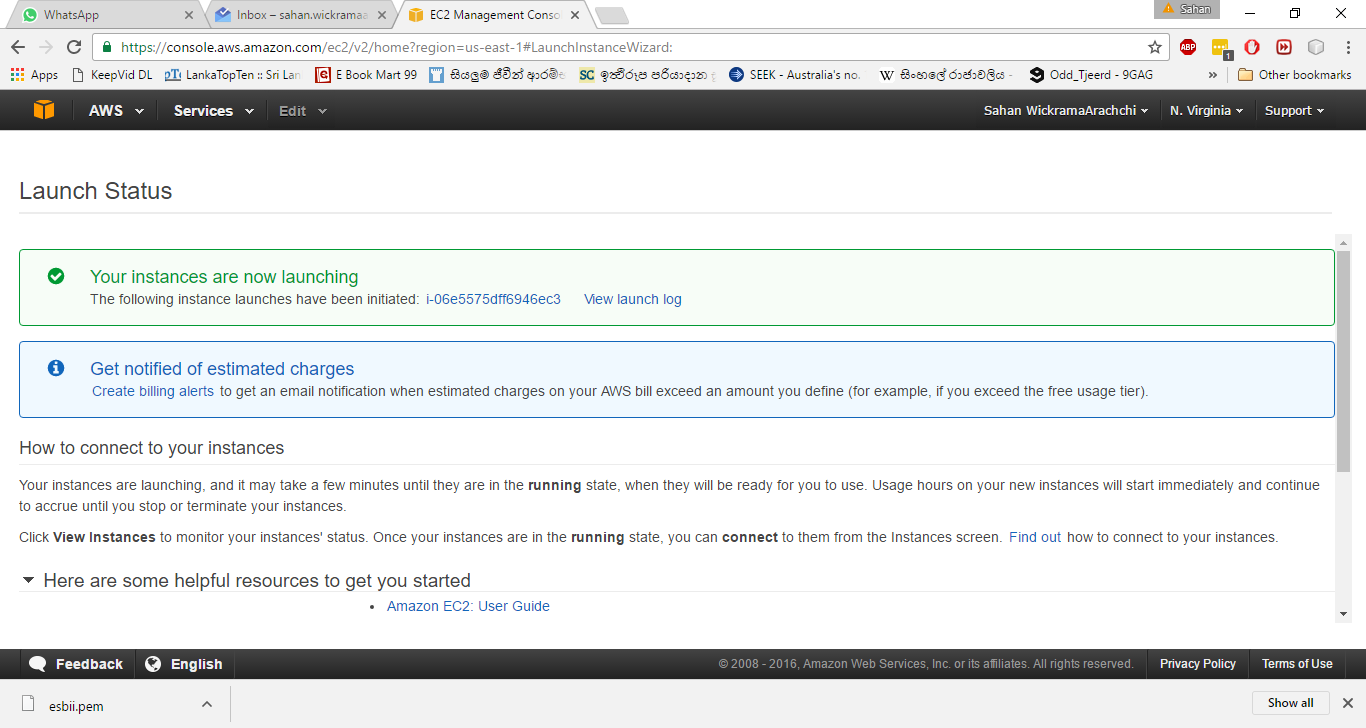 WhatsApp
Inbox – sahan.wickramaa
EC2 Management Conso
Sahan
https://console.aws.amazon.com/ec2/v2/home?region=us-east-1#LaunchInstanceWizard:
ABP
1
Apps KeepVid DL LankaTopTen :: Sri Lan E Book Mart 99 සියලුම ජීවීන් ආරම්භ SC ඉතිරූප පරියාදාන SEEK - Australia's no. W සිංහලේ රාජාවලිය - Odd_Tjeerd - 9GAG » Other bookmarks
AWS Services Edit Sahan WickramaArachchi N. Virginia Support
Launch Status
Your instances are now launching
The following instance launches have been initiated: i-06e5575dff6946ec3 View launch log
Get notified of estimated charges
Create billing alerts to get an email notification when estimated charges on your AWS bill exceed an amount you define (for example, if you exceed the free usage tier).
How to connect to your instances
Your instances are launching, and it may take a few minutes until they are in the running state, when they will be ready for you to use. Usage hours on your new instances will start immediately and continue
to accrue until you stop or terminate your instances.
Click View Instances to monitor your instances' status. Once your instances are in the running state, you can connect to them from the Instances screen. Find out how to connect to your instances.
Here are some helpful resources to get you started
• Amazon EC2: User Guide
Feedback English © 2008 - 2016, Amazon Web Services, Inc. or its affiliates. All rights reserved. Privacy Policy Terms of Use
esbii.pem Show all